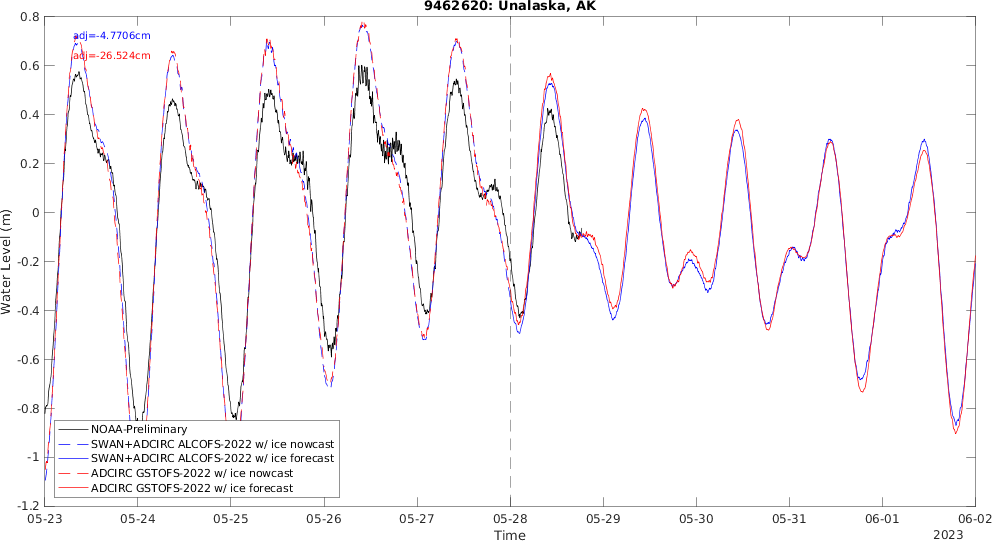 9462620: Unalaska, AK
adj=-4.7706cm
adj=-26.524cm
0.8
0.6
0.4
0.2
0
-0.2
-0.4
-0.6
-0.8
-1
-1.2
Water Level (m)
NOAA-Preliminary
SWAN+ADCIRC ALCOFS-2022 w/ ice nowcast
SWAN+ADCIRC ALCOFS-2022 w/ ice forecast
ADCIRC GSTOFS-2022 w/ ice nowcast
ADCIRC GSTOFS-2022 w/ ice forecast
05-23 05-24 05-25 05-26 05-27 05-28 05-29 05-30 05-31 06-01 06-02
Time
2023